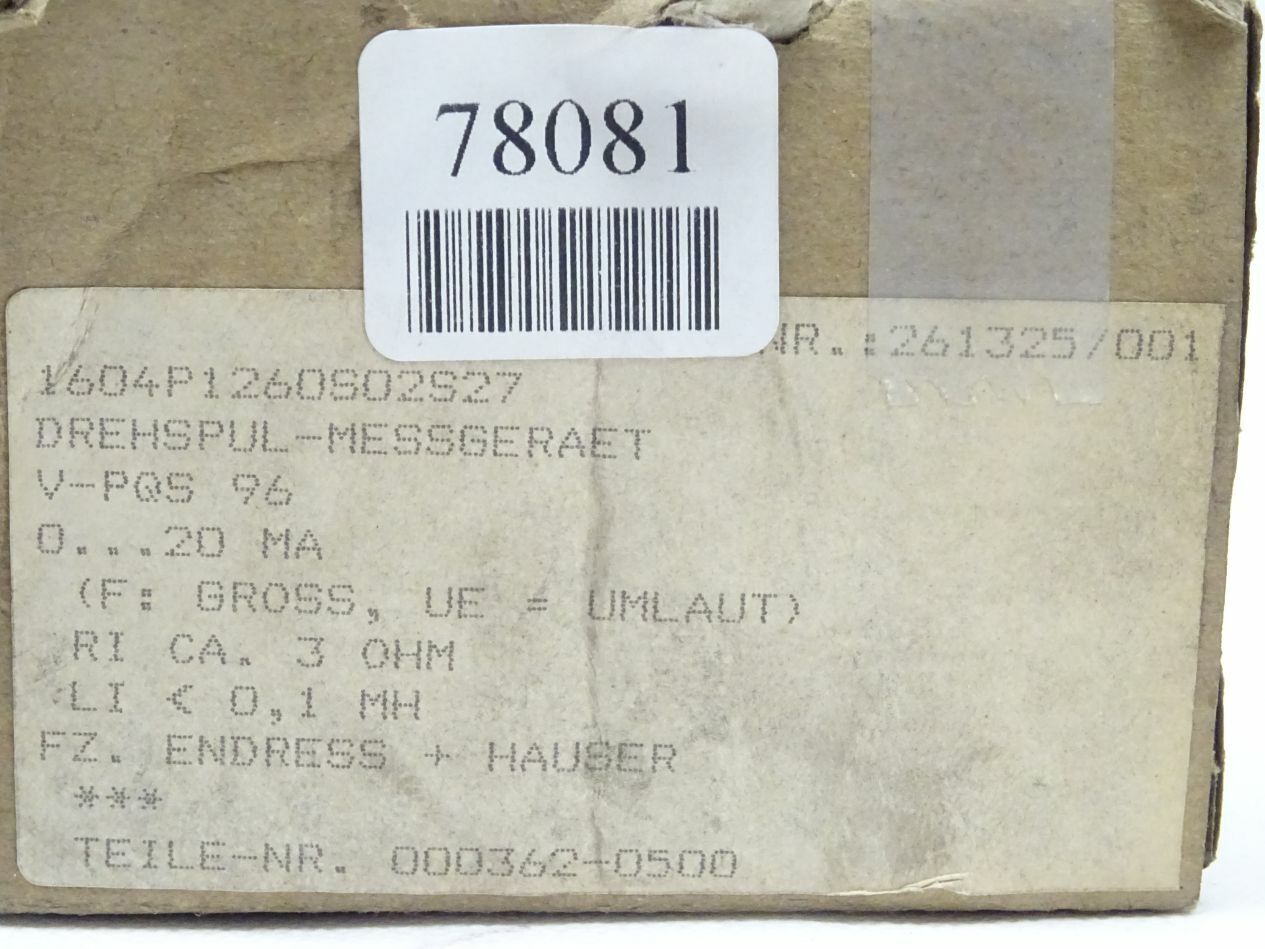 78081
NR.:261325/001
1604P1260S02S27
DREHSPUL-MESSGERAET
V-PQS 96
0...20 MA
(F: GROSS, UE = UMLAUT)
RI CA. 3 OHM
LI < 0,1 MH
FZ. ENDRESS + HAUSER
***
TEILE-NR. 000362-0500